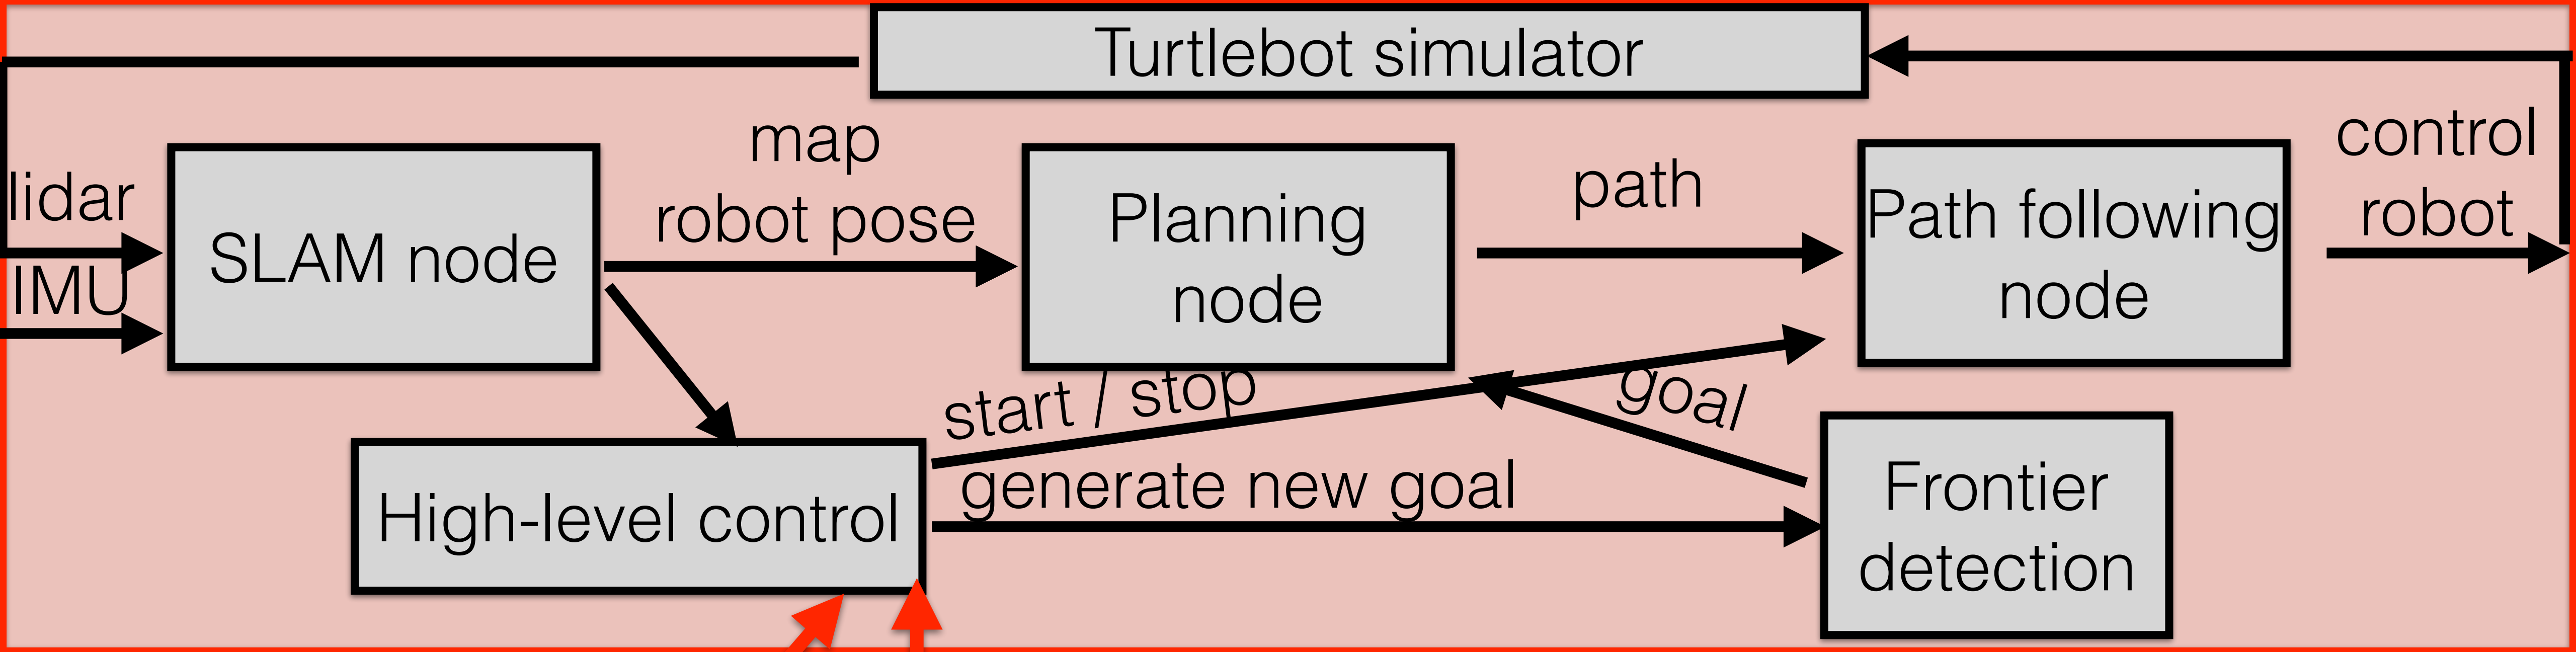 Turtlebot simulator
lidar
IMU
SLAM node
map
robot pose
Planning
node
path
Path following
node
control
robot
start / stop
goal
generate new goal
High-level control
Frontier
detection